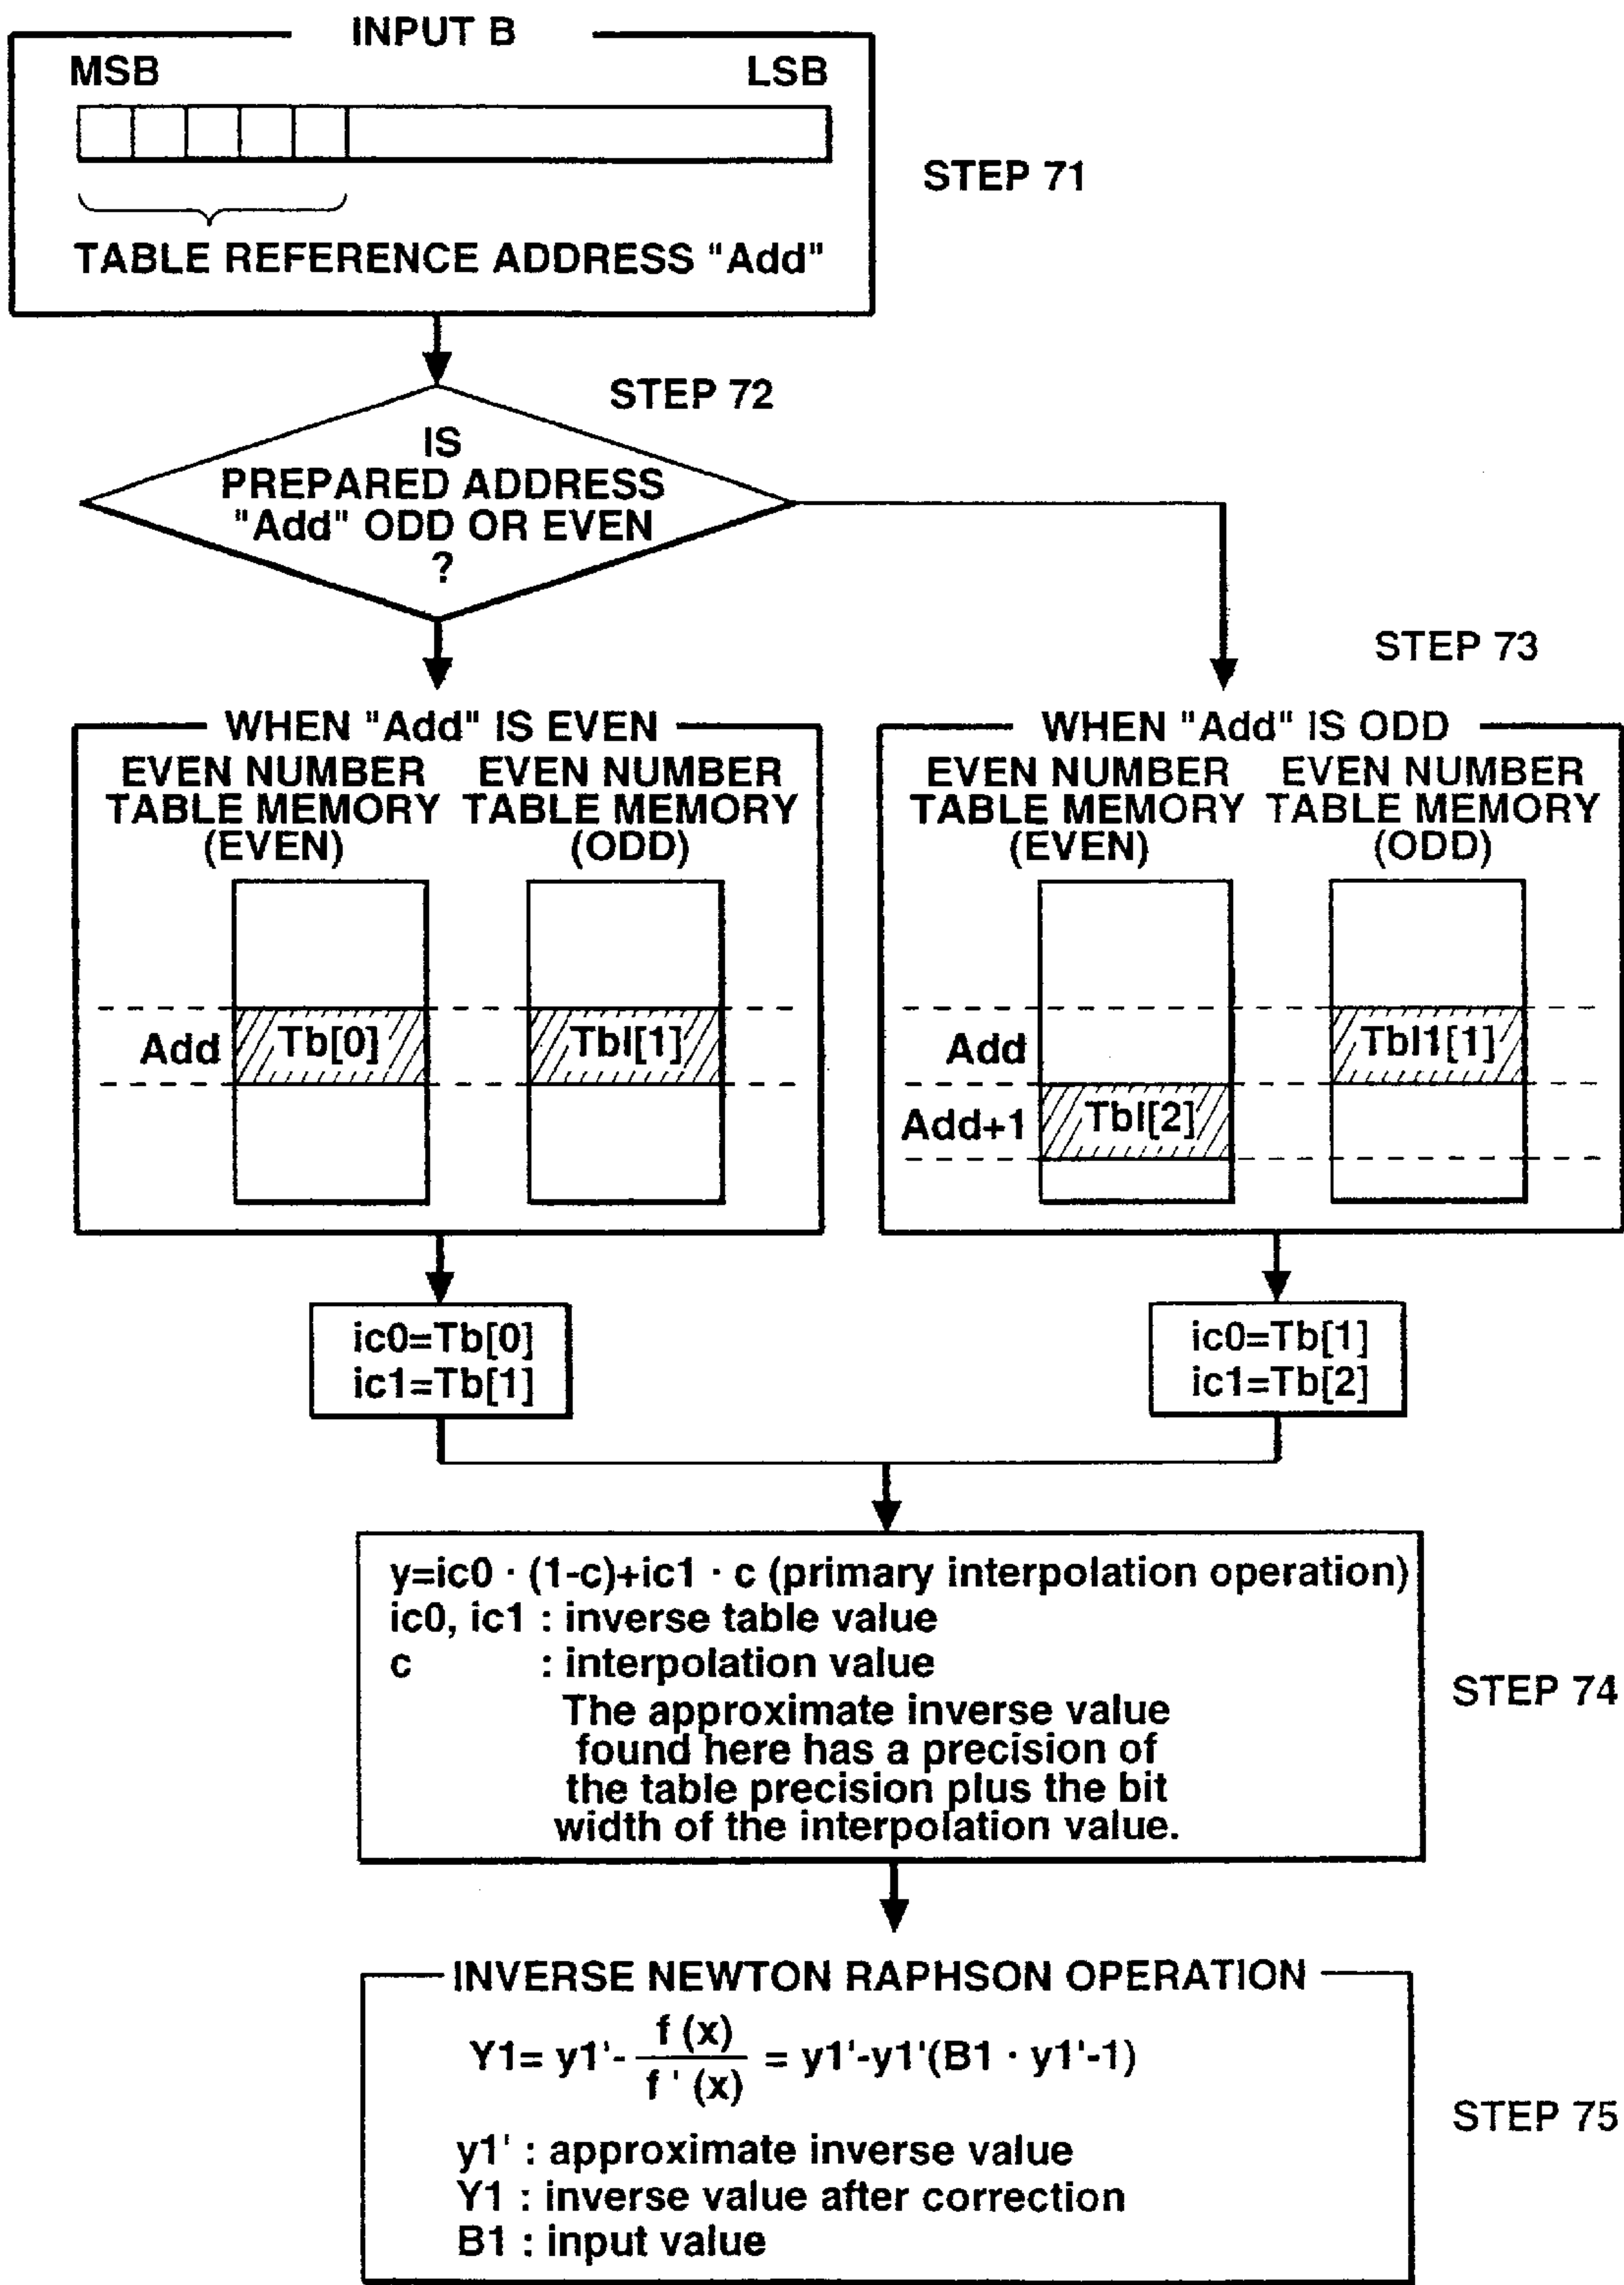 INPUT B
MSB LSB
STEP 71
TABLE REFERENCE ADDRESS "Add"
STEP 72
IS
PREPARED ADDRESS
"Add" ODD OR EVEN
?
STEP 73
WHEN "Add" IS EVEN
EVEN NUMBER
TABLE MEMORY
(EVEN)
EVEN NUMBER
TABLE MEMORY
(ODD)
Add
Tb[0]
Tbl[1]
WHEN "Add" IS ODD
EVEN NUMBER
TABLE MEMORY
(EVEN)
EVEN NUMBER
TABLE MEMORY
(ODD)
Add
Tbl1[1]
Add+1
Tbl[2]
ic0=Tb[0]
ic1=Tb[1]
ic0=Tb[1]
ic1=Tb[2]
y=ic0 · (1-c)+ic1 · c (primary interpolation operation)
ic0, ic1 : inverse table value
c : interpolation value
The approximate inverse value
found here has a precision of
the table precision plus the bit
width of the interpolation value.
STEP 74
INVERSE NEWTON RAPHSON OPERATION
Y1= y1'- f (x) / f ' (x) = y1'-y1'(B1 · y1'-1)
STEP 75
y1' : approximate inverse value
Y1 : inverse value after correction
B1 : input value